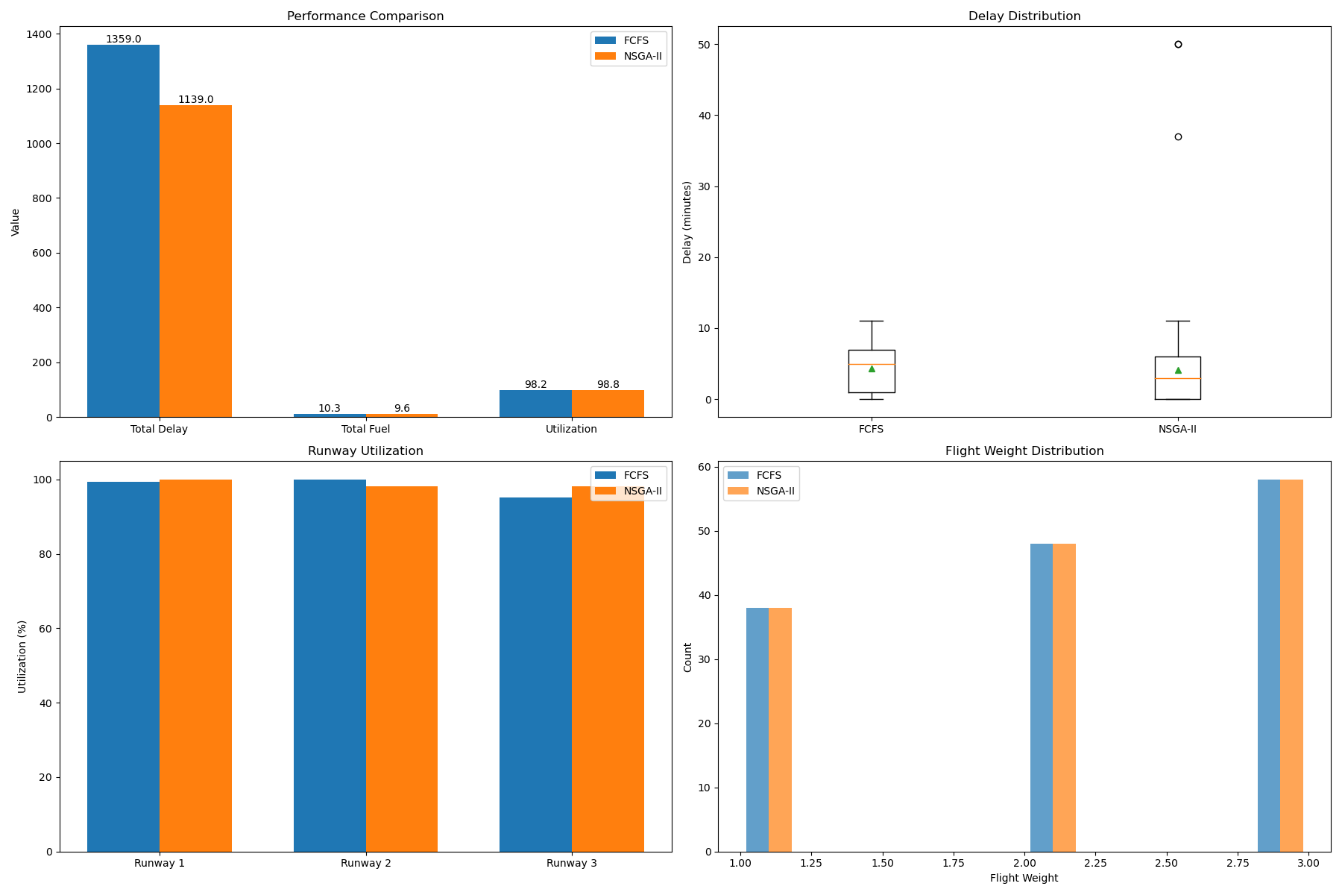 Performance Comparison
Value
1400
1200
1000
800
600
400
200
0
1359.0
1139.0
10.3
9.6
98.2
98.8
FCFS
NSGA-II
Total Delay
Total Fuel
Utilization
Delay Distribution
Delay (minutes)
50
40
30
20
10
0
FCFS
NSGA-II
Runway Utilization
Utilization (%)
100
80
60
40
20
0
FCFS
NSGA-II
Runway 1
Runway 2
Runway 3
Flight Weight Distribution
Count
60
50
40
30
20
10
0
FCFS
NSGA-II
1.00
1.25
1.50
1.75
2.00
2.25
2.50
2.75
3.00
Flight Weight